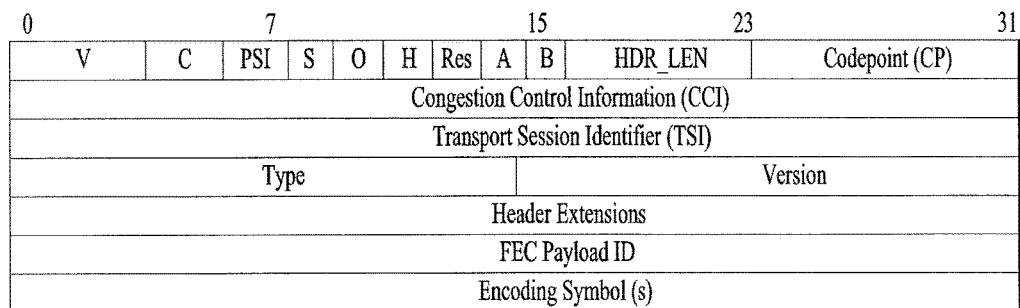 0 7 15 23 31
V C PSI S O H Res A B HDR_LEN Codepoint (CP)
Congestion Control Information (CCI)
Transport Session Identifier (TSI)
Type Version
Header Extensions
FEC Payload ID
Encoding Symbol (s)